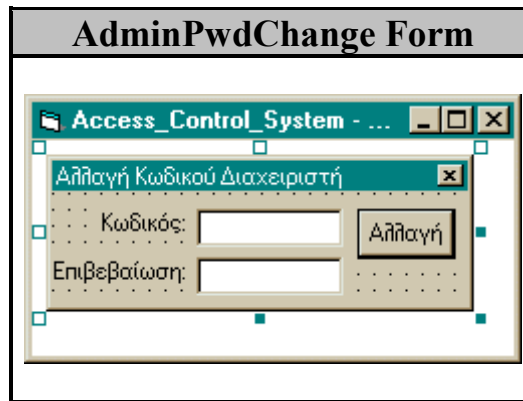 AdminPwdChange Form
Access_Control_System - ...
Αλλαγή Κωδικού Διαχειριστή
Κωδικός:
Αλλαγή
Επιβεβαίωση: